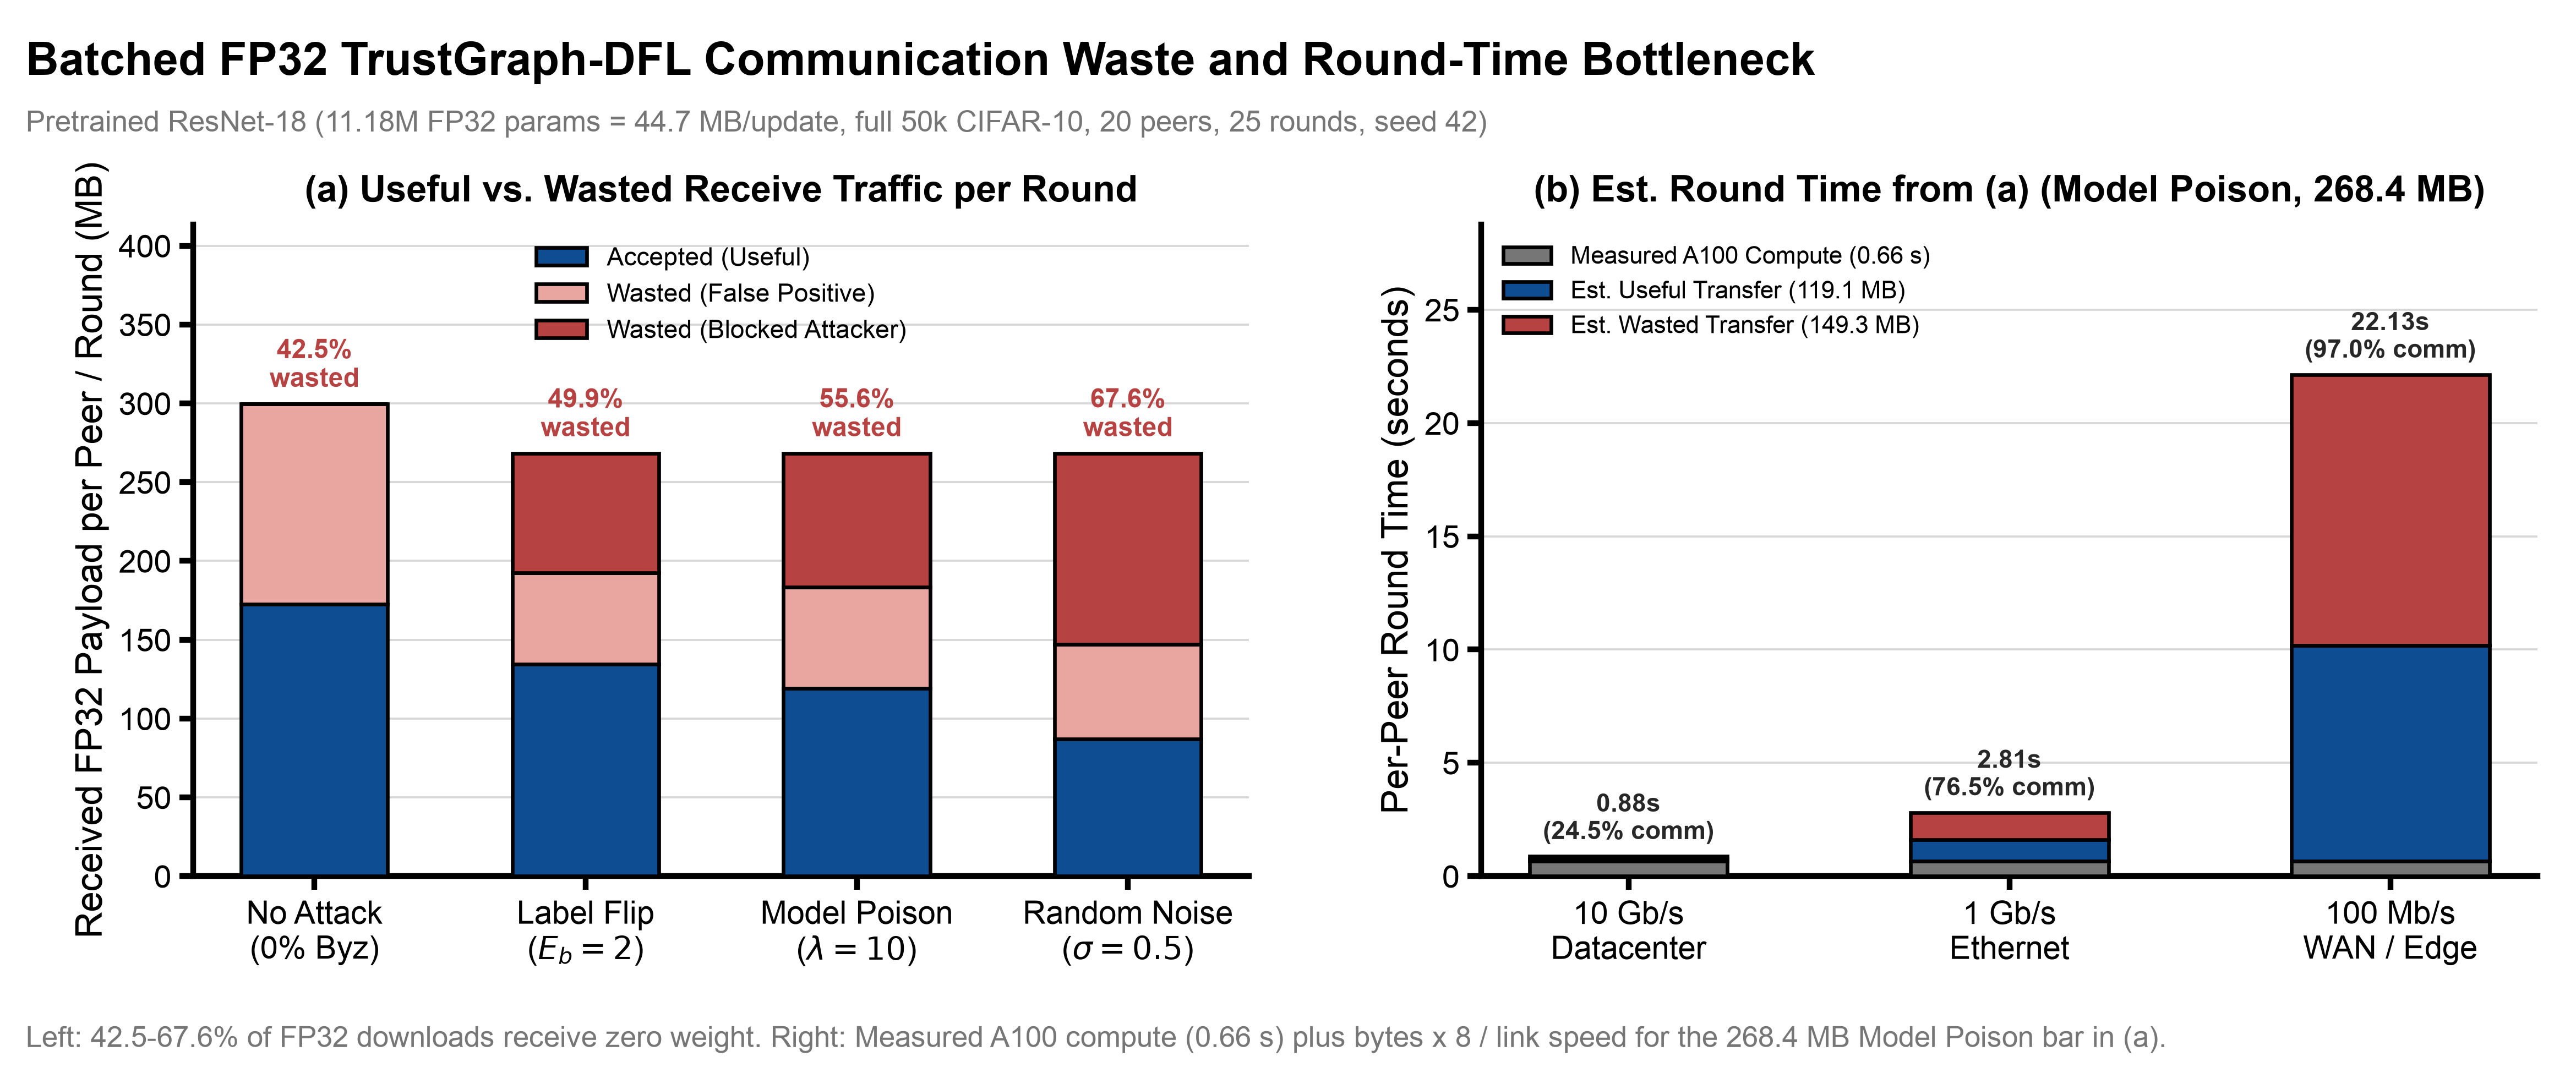 Batched FP32 TrustGraph-DFL Communication Waste and Round-Time Bottleneck
Pretrained ResNet-18 (11.18M FP32 params = 44.7 MB/update, full 50k CIFAR-10, 20 peers, 25 rounds, seed 42)
(a) Useful vs. Wasted Receive Traffic per Round
Received FP32 Payload per Peer / Round (MB)
400
350
300
250
200
150
100
50
0
Accepted (Useful)
Wasted (False Positive)
Wasted (Blocked Attacker)
42.5%
wasted
49.9%
wasted
55.6%
wasted
67.6%
wasted
No Attack
(0% Byz)
Label Flip
(E_b = 2)
Model Poison
(λ = 10)
Random Noise
(σ = 0.5)
(b) Est. Round Time from (a) (Model Poison, 268.4 MB)
Per-Peer Round Time (seconds)
25
20
15
10
5
0
Measured A100 Compute (0.66 s)
Est. Useful Transfer (119.1 MB)
Est. Wasted Transfer (149.3 MB)
0.88s
(24.5% comm)
2.81s
(76.5% comm)
22.13s
(97.0% comm)
10 Gb/s
Datacenter
1 Gb/s
Ethernet
100 Mb/s
WAN / Edge
Left: 42.5-67.6% of FP32 downloads receive zero weight. Right: Measured A100 compute (0.66 s) plus bytes x 8 / link speed for the 268.4 MB Model Poison bar in (a).